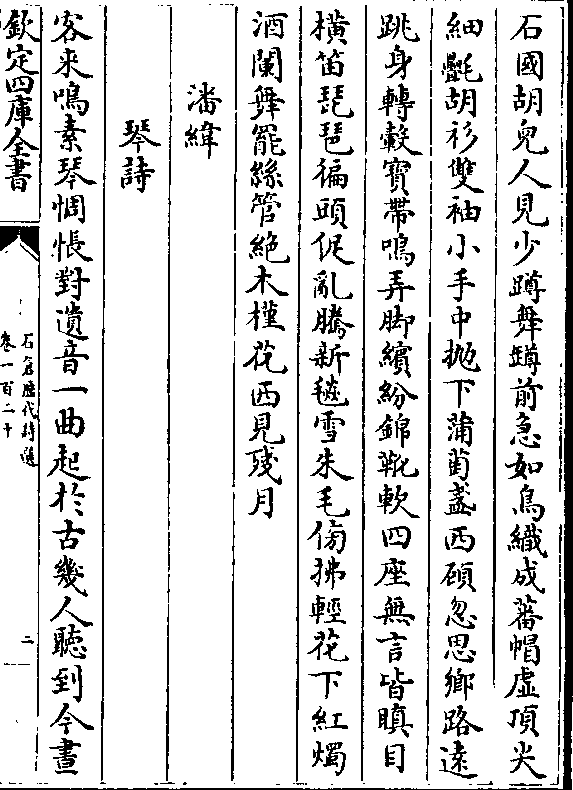 石國胡兒人見少蹲舞罇前急如鳥織成蕃帽虛頂尖
細氎胡衫雙袖小手中抛下蒲萄盞西顧忽思鄉路逺
跳身轉轂寳帶鳴弄脚繽紛錦靴軟四座無言皆瞋目
橫笛琵琶徧頭促亂騰新毯雪朱毛傍拂輕花下紅燭
酒闌舞罷絲管絶木槿花西見殘月
潘緯
琴詩
客来鳴素琴惆悵對遺音一曲起於古幾人聽到今晝
欽定四庫全書
石倉歴代詩選
卷一百二十
二